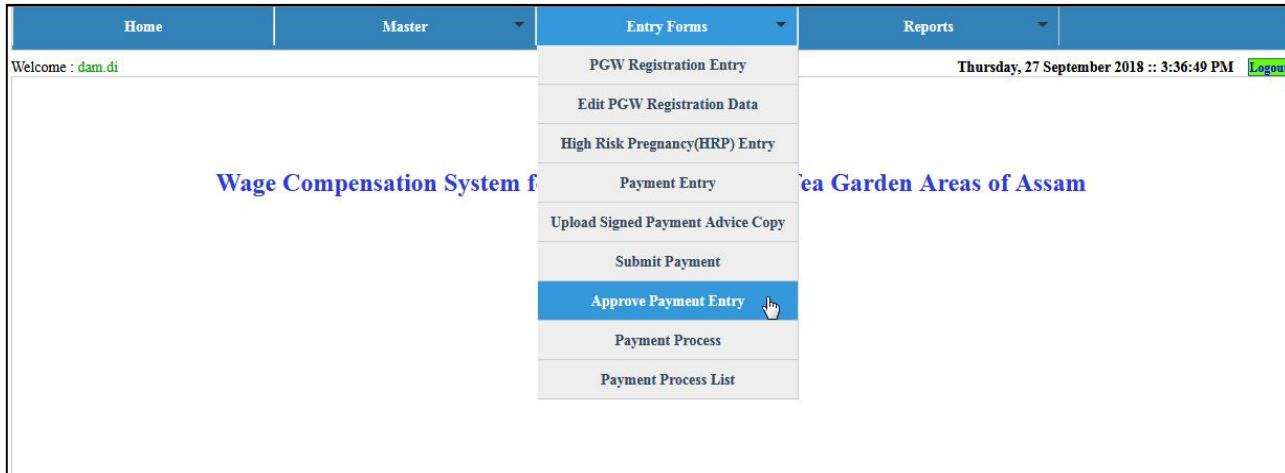 Home Master Entry Forms Reports
Welcome : dam.di Thursday, 27 September 2018 :: 3:36:49 PM
PGW Registration Entry
Edit PGW Registration Data
High Risk Pregnancy(HRP) Entry
Wage Compensation System Garden Areas of Assam
Payment Entry
Upload Signed Payment Advice Copy
Submit Payment
Approve Payment Entry
Payment Process
Payment Process List